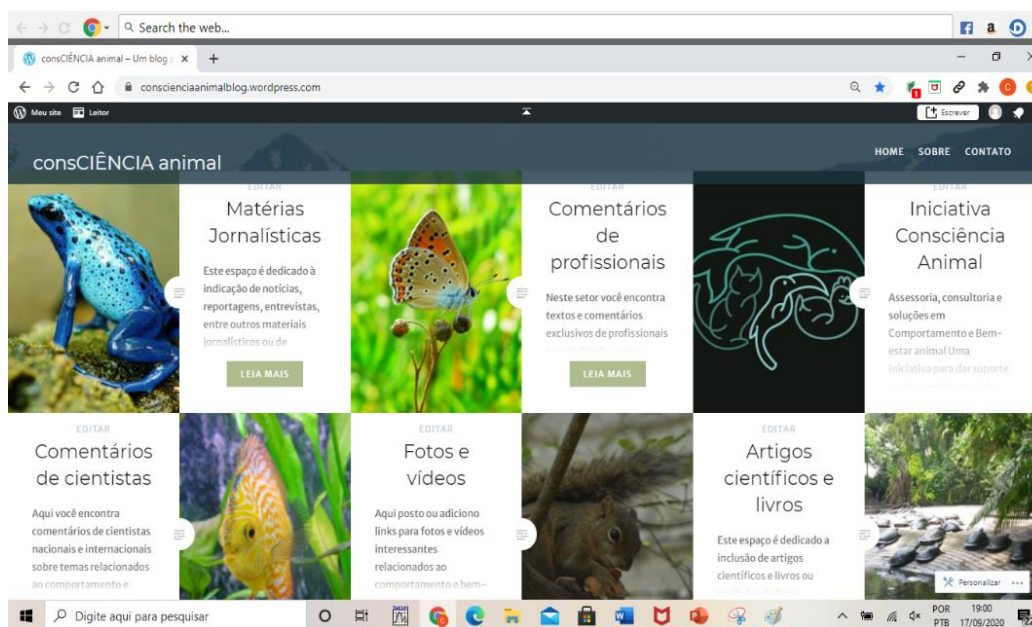 Search the web...
consCIÊNCIA animal – Um blog
conscienciaanimalblog.wordpress.com
Meu site Leitor Escrever
consCIÊNCIA animal
HOME SOBRE CONTATO
EDITAR
Matérias
Jornalísticas
Este espaço é dedicado à
indicação de notícias,
reportagens, entrevistas,
entre outros materiais
jornalísticos ou de
LEIA MAIS
EDITAR
Comentários
de
profissionais
Neste setor você encontra
textos e comentários
exclusivos de profissionais
LEIA MAIS
EDITAR
Iniciativa
Consciência
Animal
Assessoria, consultoria e
soluções em
Comportamento e Bem-
estar animal Uma
iniciativa para dar suporte
EDITAR
Comentários
de cientistas
Aqui você encontra
comentários de cientistas
nacionais e internacionais
sobre temas relacionados
ao comportamento e
EDITAR
Fotos e
vídeos
Aqui posto ou adiciono
links para fotos e vídeos
interessantes
relacionados ao
comportamento e bem-
EDITAR
Artigos
científicos e
livros
Este espaço é dedicado a
inclusão de artigos
científicos e livros ou
Personalizar
Digite aqui para pesquisar
POR
PTB
19:00
17/09/2020